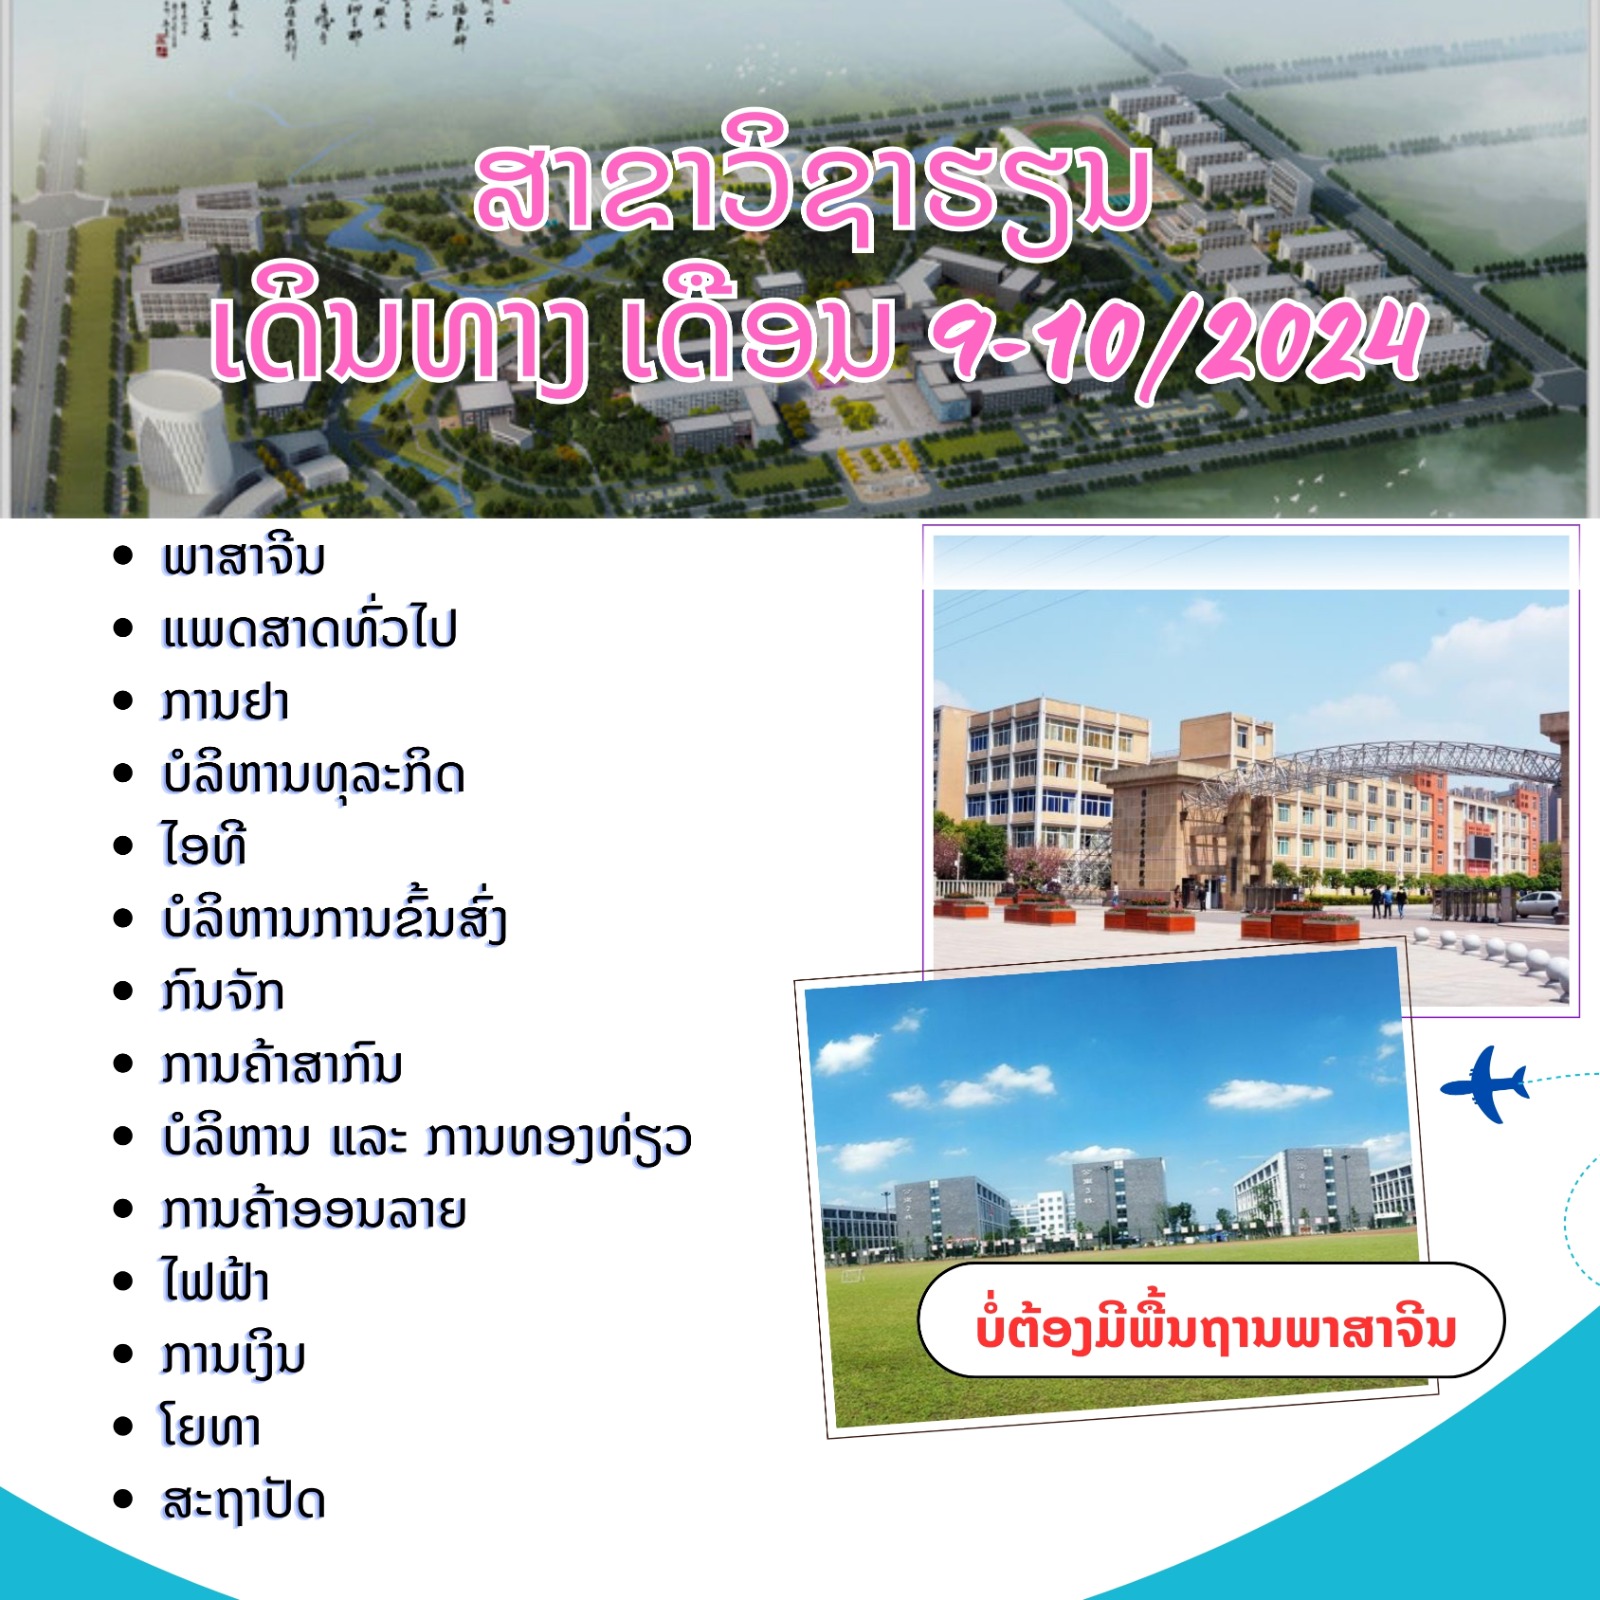 ສາຂາວິຊາຮຽນ
ເດີນທາງ ເດືອນ 9-10/2024
• ພາສາຈີນ
• ແພດສາດທົ່ວໄປ
• ການຢາ
• ບໍລິຫານທຸລະກິດ
• ໄອທີ
• ບໍລິຫານການຂົ້ນສົ່ງ
• ກົນຈັກ
• ການຄ້າສາກົນ
• ບໍລິຫານ ແລະ ການທອງທ່ຽວ
• ການຄ້າອອນລາຍ
• ໄຟຟ້າ
• ການເງິນ
• ໂຍທາ
• ສະຖາປັດ
ບໍ່ຕ້ອງມີພື້ນຖານພາສາຈີນ